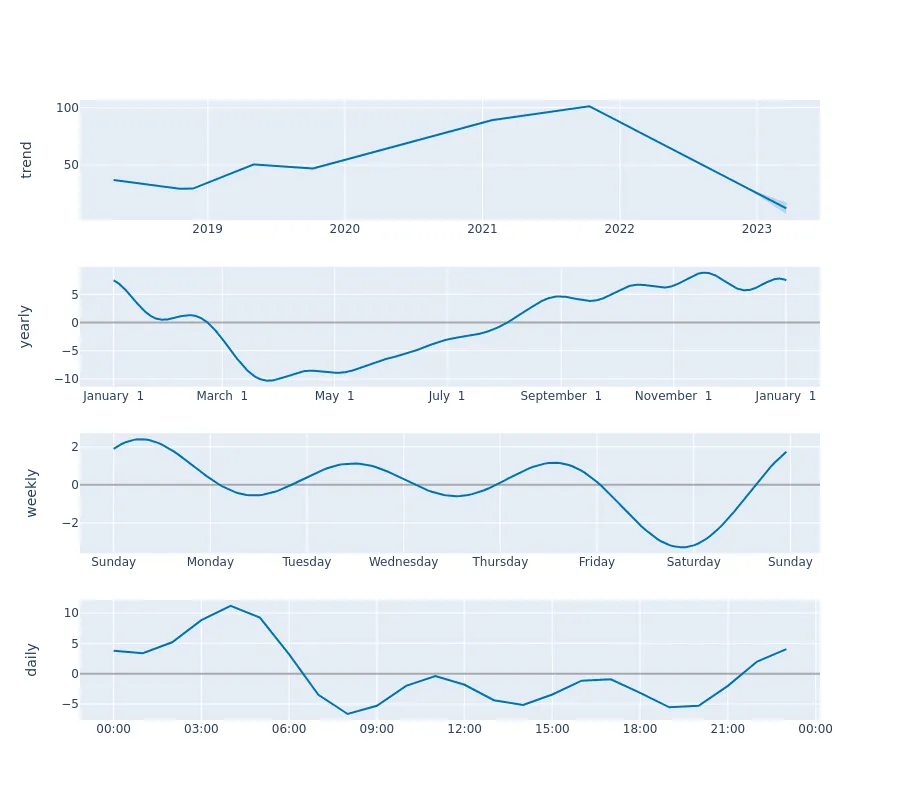 trend
100
50
2019 2020 2021 2022 2023
yearly
5
0
−5
−10
January 1 March 1 May 1 July 1 September 1 November 1 January 1
weekly
2
0
−2
Sunday Monday Tuesday Wednesday Thursday Friday Saturday Sunday
daily
10
5
0
−5
00:00 03:00 06:00 09:00 12:00 15:00 18:00 21:00 00:00